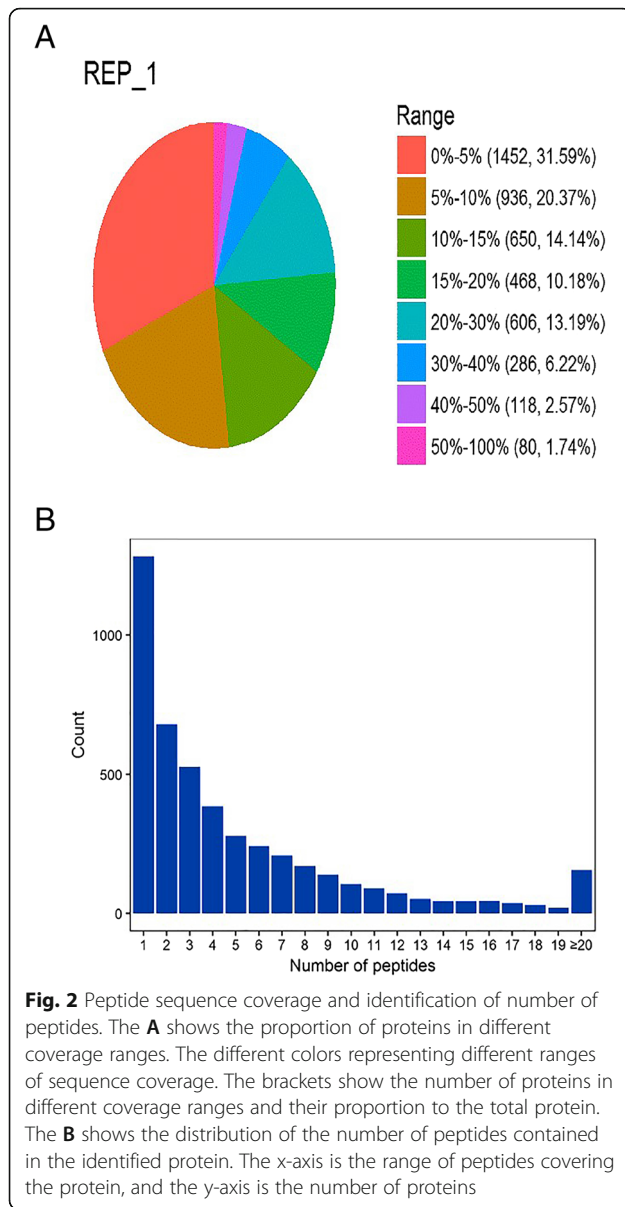 A
REP_1
Range
0%-5% (1452, 31.59%)
5%-10% (936, 20.37%)
10%-15% (650, 14.14%)
15%-20% (468, 10.18%)
20%-30% (606, 13.19%)
30%-40% (286, 6.22%)
40%-50% (118, 2.57%)
50%-100% (80, 1.74%)
B
1000
500
0
Count
1 2 3 4 5 6 7 8 9 10 11 12 13 14 15 16 17 18 19 ≥20
Number of peptides
Fig. 2 Peptide sequence coverage and identification of number of
peptides. The A shows the proportion of proteins in different
coverage ranges. The different colors representing different ranges
of sequence coverage. The brackets show the number of proteins in
different coverage ranges and their proportion to the total protein.
The B shows the distribution of the number of peptides contained
in the identified protein. The x-axis is the range of peptides covering
the protein, and the y-axis is the number of proteins